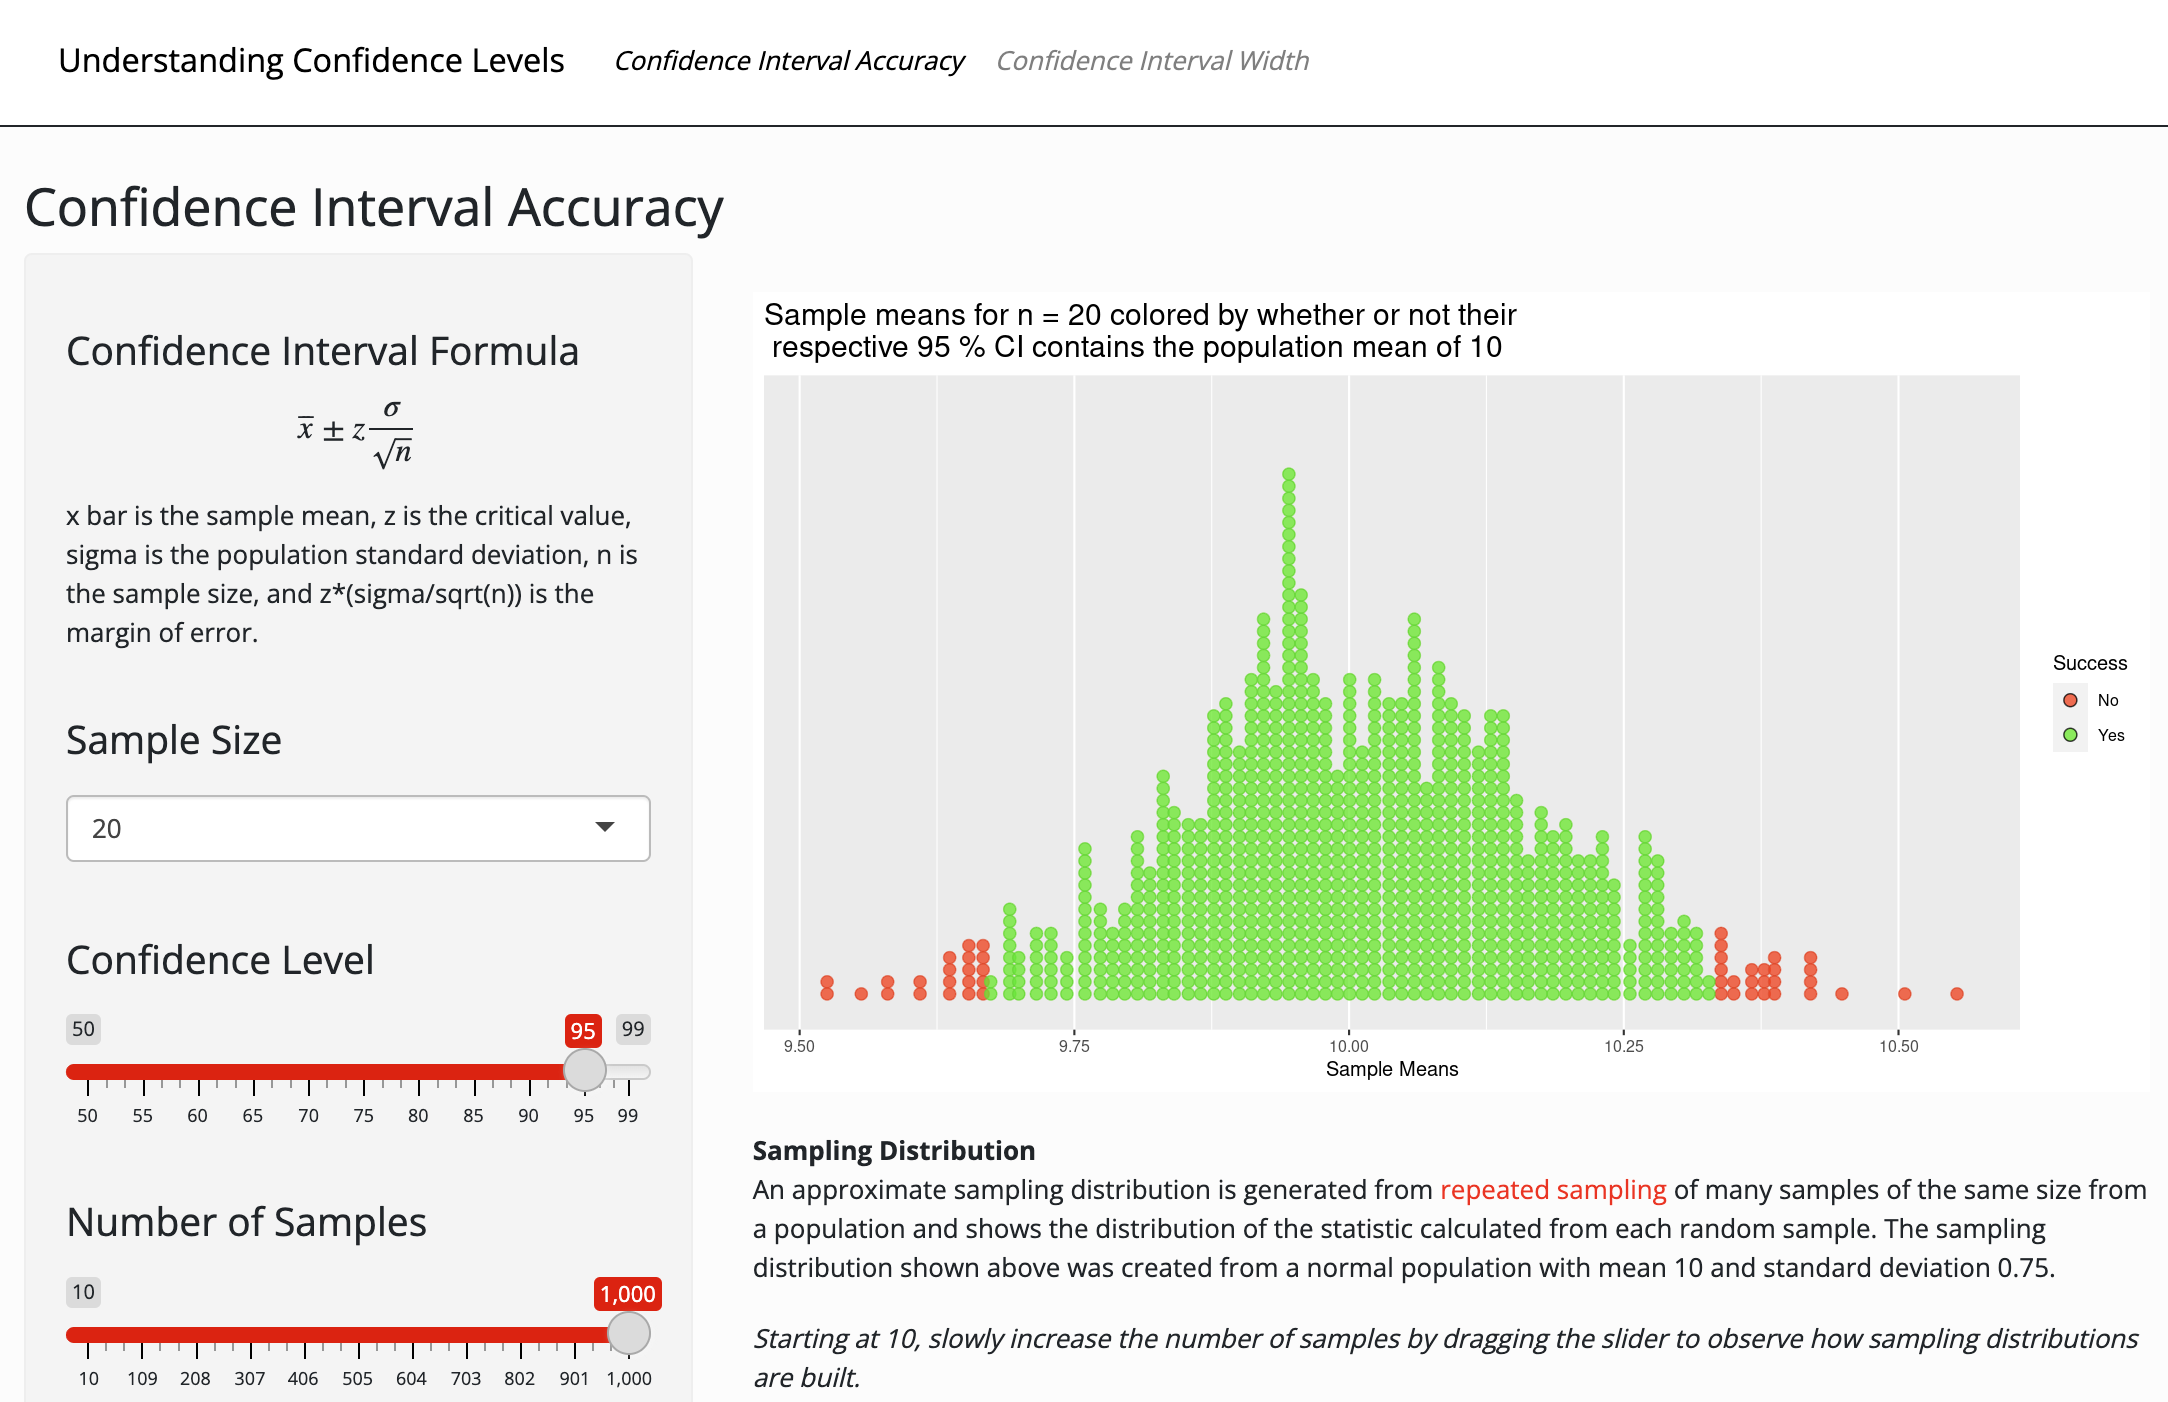 Understanding Confidence Levels Confidence Interval Accuracy Confidence Interval Width
Confidence Interval Accuracy
Confidence Interval Formula
x̄ ± z σ/√n
x bar is the sample mean, z is the critical value,
sigma is the population standard deviation, n is
the sample size, and z*(sigma/sqrt(n)) is the
margin of error.
Sample Size
20
Confidence Level
50 95 99
50 55 60 65 70 75 80 85 90 95 99
Number of Samples
10 1,000
10 109 208 307 406 505 604 703 802 901 1,000
Sample means for n = 20 colored by whether or not their
respective 95 % CI contains the population mean of 10
Success
No
Yes
9.50 9.75 10.00 10.25 10.50
Sample Means
Sampling Distribution
An approximate sampling distribution is generated from repeated sampling of many samples of the same size from
a population and shows the distribution of the statistic calculated from each random sample. The sampling
distribution shown above was created from a normal population with mean 10 and standard deviation 0.75.
Starting at 10, slowly increase the number of samples by dragging the slider to observe how sampling distributions
are built.